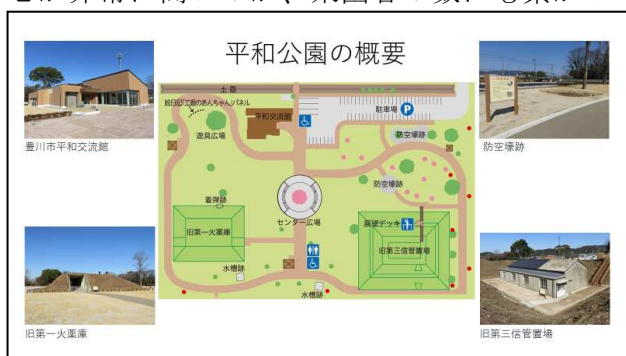 平和公園の概要
土塁
絵日記「工廠のあんちゃん」パネル
平和交流館
駐車場
P
遊具広場
防空壕跡
豊川市平和交流館
防空壕跡
防空壕跡
着弾跡
センター広場
展望デッキ
旧第一火薬庫
旧第三信管置場
水槽跡
水槽跡
旧第一火薬庫
旧第三信管置場